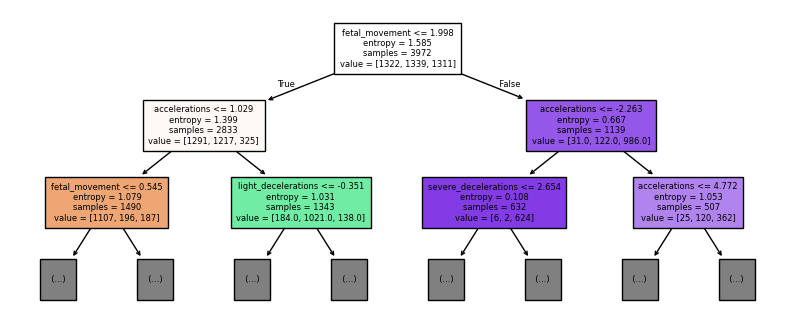 fetal_movement <= 1.998
entropy = 1.585
samples = 3972
value = [1322, 1339, 1311]
True
False
accelerations <= 1.029
entropy = 1.399
samples = 2833
value = [1291, 1217, 325]
accelerations <= -2.263
entropy = 0.667
samples = 1139
value = [31.0, 122.0, 986.0]
fetal_movement <= 0.545
entropy = 1.079
samples = 1490
value = [1107, 196, 187]
light_decelerations <= -0.351
entropy = 1.031
samples = 1343
value = [184.0, 1021.0, 138.0]
severe_decelerations <= 2.654
entropy = 0.108
samples = 632
value = [6, 2, 624]
accelerations <= 4.772
entropy = 1.053
samples = 507
value = [25, 120, 362]
(...)
(...)
(...)
(...)
(...)
(...)
(...)
(...)